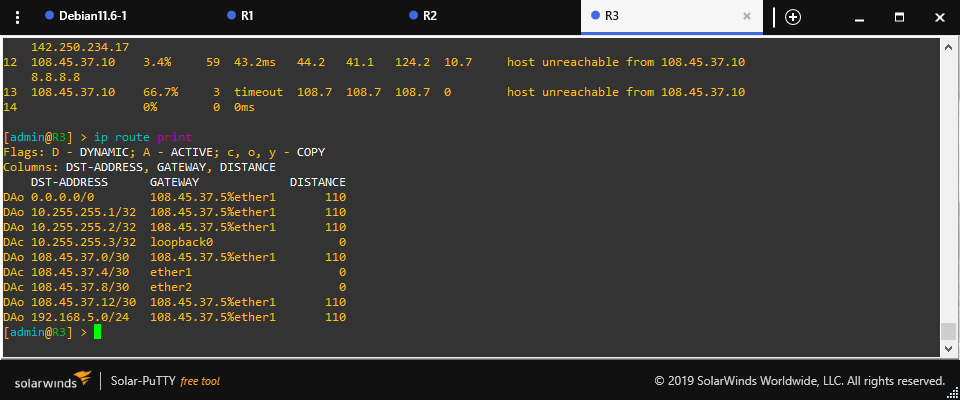 Debian11.6-1 R1 R2 R3
142.250.234.17
12 108.45.37.10 3.4% 59 43.2ms 44.2 41.1 124.2 10.7 host unreachable from 108.45.37.10
8.8.8.8
13 108.45.37.10 66.7% 3 timeout 108.7 108.7 108.7 0 host unreachable from 108.45.37.10
14 0% 0 0ms
[admin@R3] > ip route print
Flags: D - DYNAMIC; A - ACTIVE; c, o, y - COPY
Columns: DST-ADDRESS, GATEWAY, DISTANCE
DST-ADDRESS GATEWAY DISTANCE
DAo 0.0.0.0/0 108.45.37.5%ether1 110
DAo 10.255.255.1/32 108.45.37.5%ether1 110
DAo 10.255.255.2/32 108.45.37.5%ether1 110
DAc 10.255.255.3/32 loopback0 0
DAo 108.45.37.0/30 108.45.37.5%ether1 110
DAc 108.45.37.4/30 ether1 0
DAc 108.45.37.8/30 ether2 0
DAo 108.45.37.12/30 108.45.37.5%ether1 110
DAo 192.168.5.0/24 108.45.37.5%ether1 110
[admin@R3] >
solarwinds Solar-PuTTY free tool © 2019 SolarWinds Worldwide, LLC. All rights reserved.